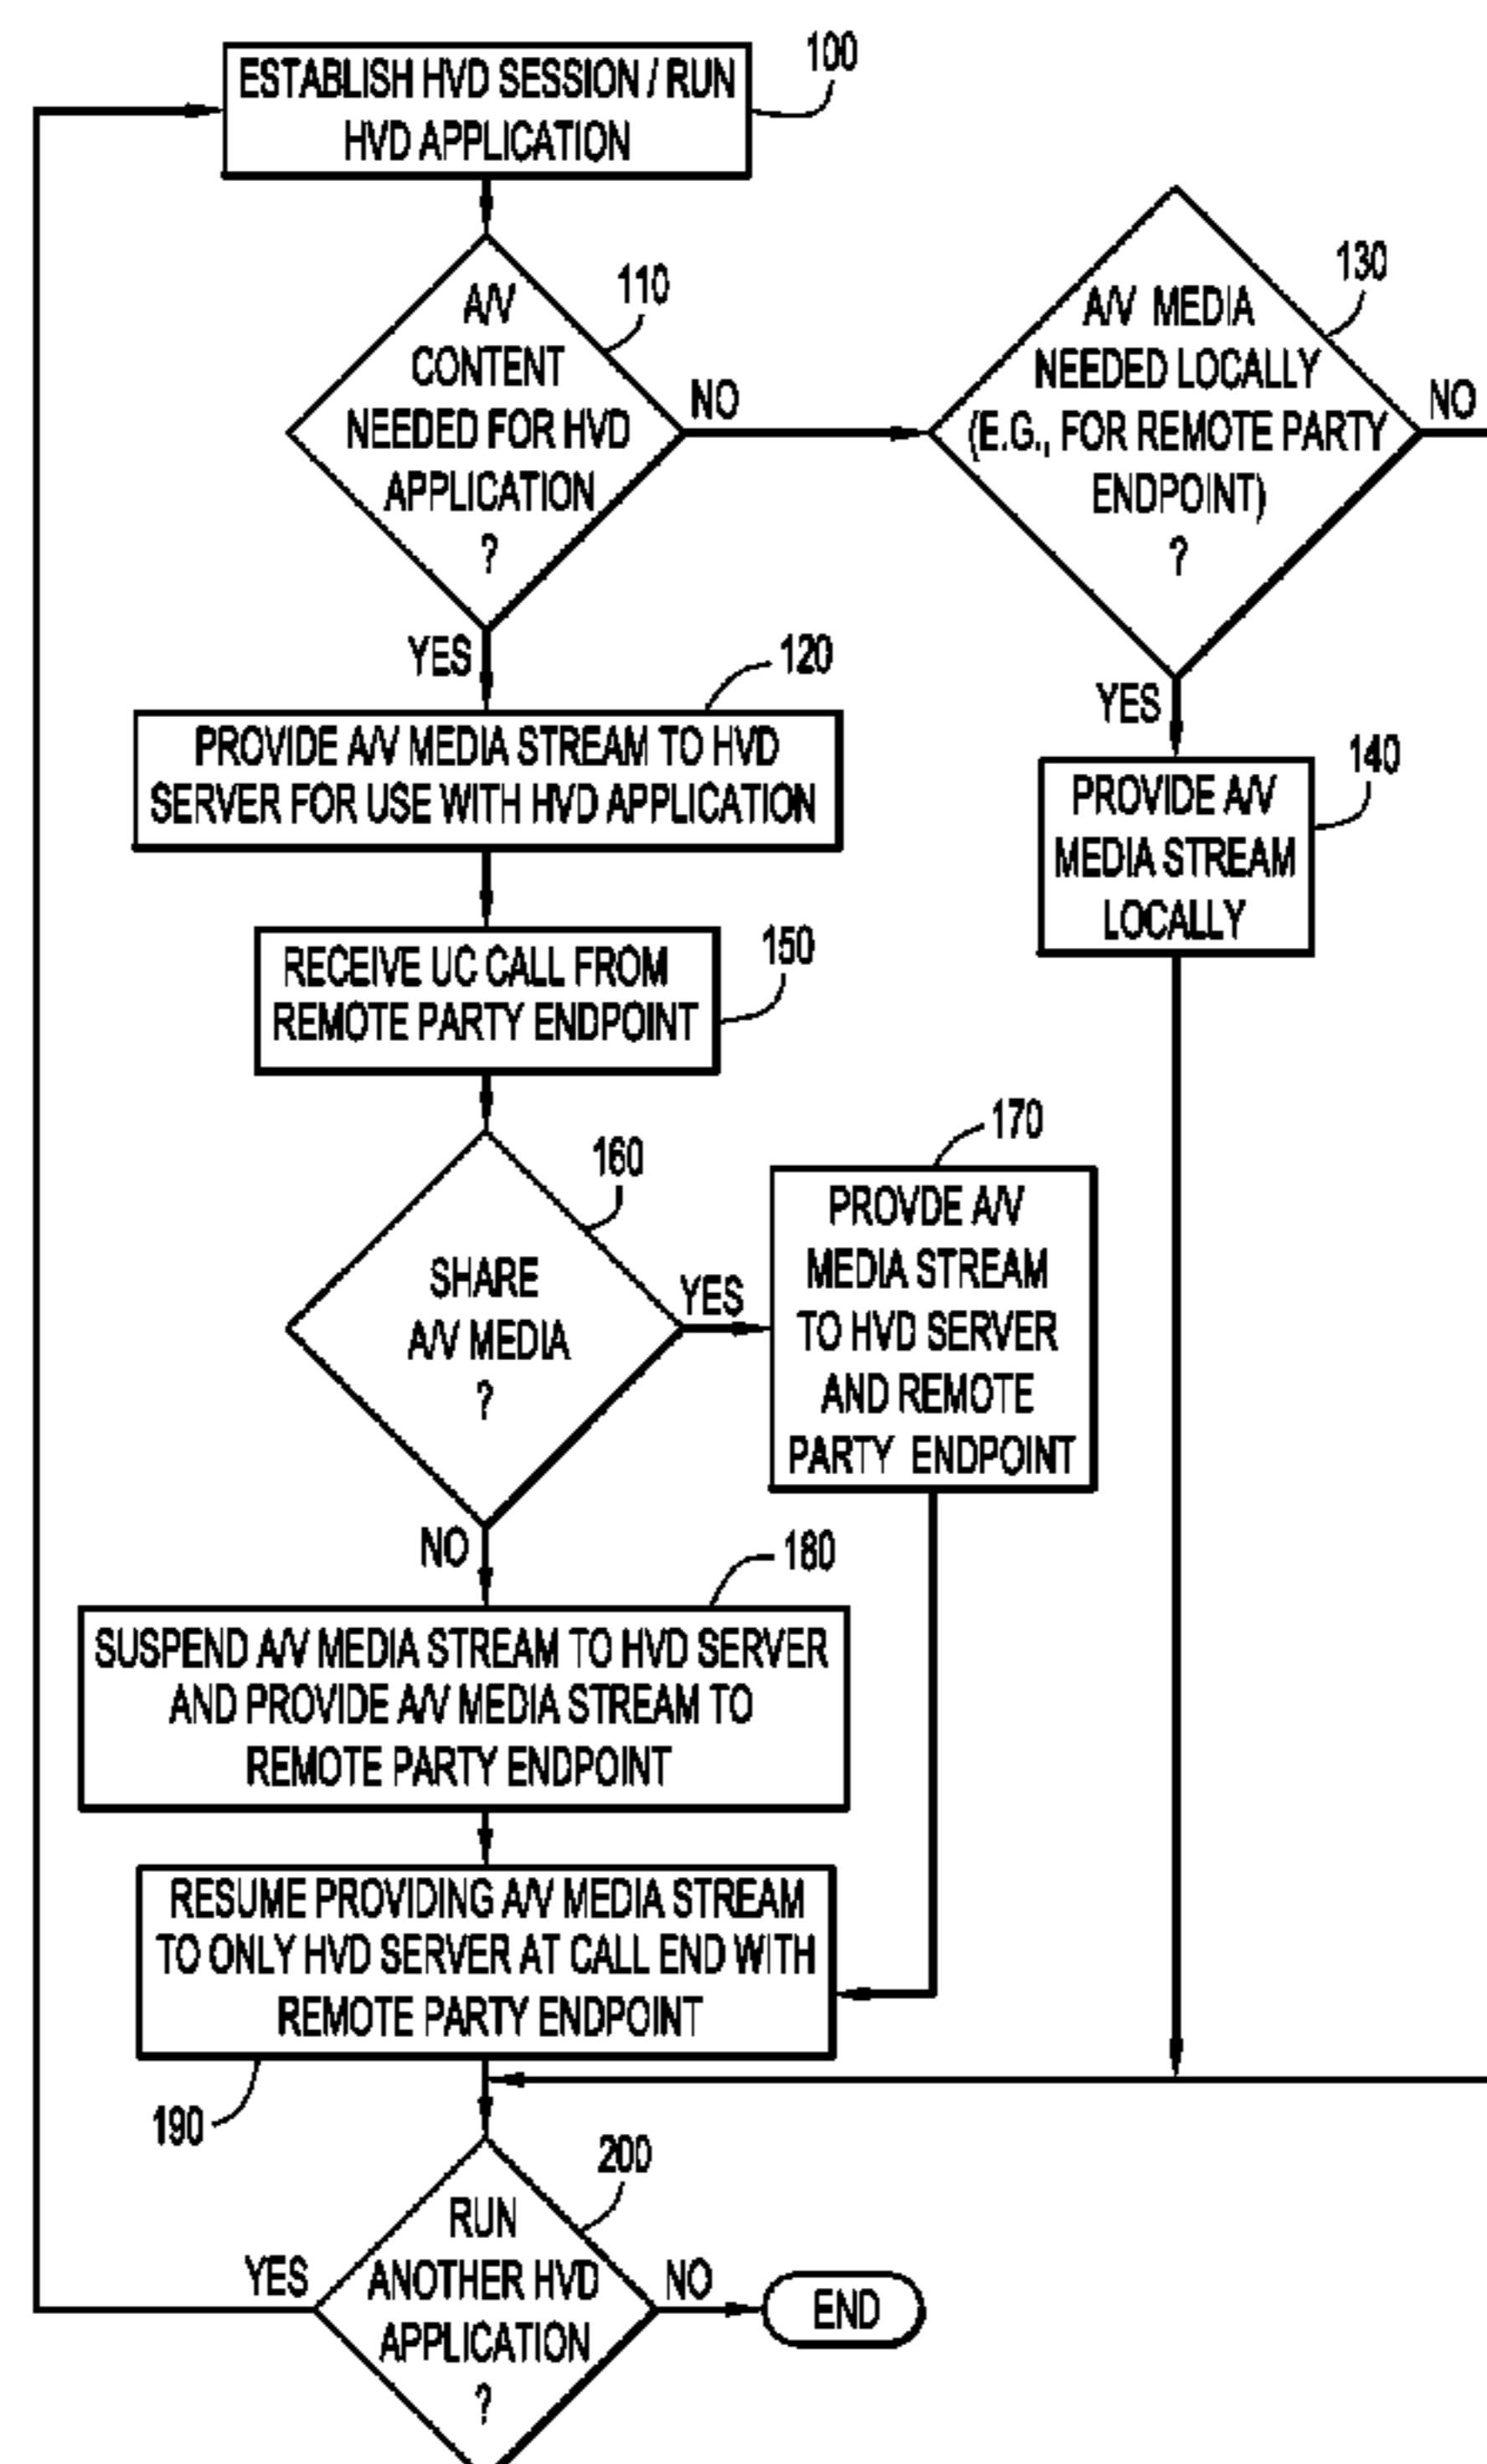 100
ESTABLISH HVD SESSION / RUN
HVD APPLICATION
110
A/V
CONTENT
NEEDED FOR HVD
APPLICATION
?
NO
YES
130
A/V MEDIA
NEEDED LOCALLY
(E.G., FOR REMOTE PARTY
ENDPOINT)
?
NO
YES
120
PROVIDE A/V MEDIA STREAM TO HVD
SERVER FOR USE WITH HVD APPLICATION
140
PROVIDE A/V
MEDIA STREAM
LOCALLY
150
RECEIVE UC CALL FROM
REMOTE PARTY ENDPOINT
160
SHARE
A/V MEDIA
?
YES
NO
170
PROVDE A/V
MEDIA STREAM
TO HVD SERVER
AND REMOTE
PARTY ENDPOINT
180
SUSPEND A/V MEDIA STREAM TO HVD SERVER
AND PROVIDE A/V MEDIA STREAM TO
REMOTE PARTY ENDPOINT
RESUME PROVIDING A/V MEDIA STREAM
TO ONLY HVD SERVER AT CALL END WITH
REMOTE PARTY ENDPOINT
190
200
RUN
ANOTHER HVD
APPLICATION
?
YES
NO
END